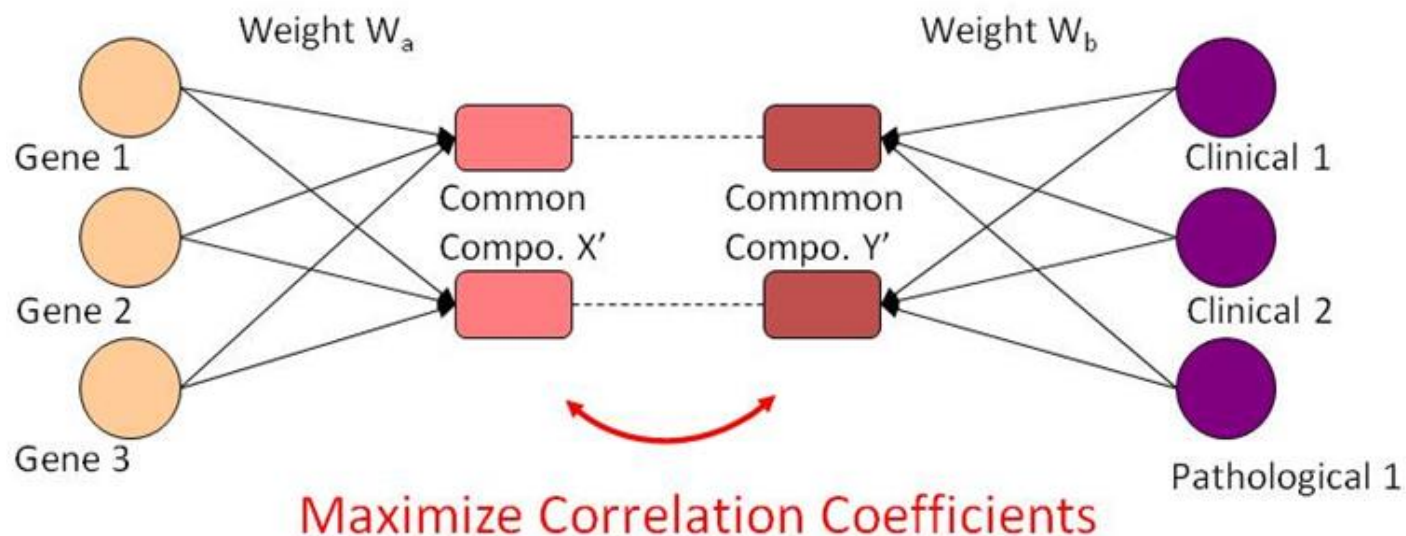 Weight Wa
Weight Wb
Gene 1
Clinical 1
Common
Compo. X’
Commmon
Compo. Y’
Gene 2
Clinical 2
Gene 3
Pathological 1
Maximize Correlation Coefficients